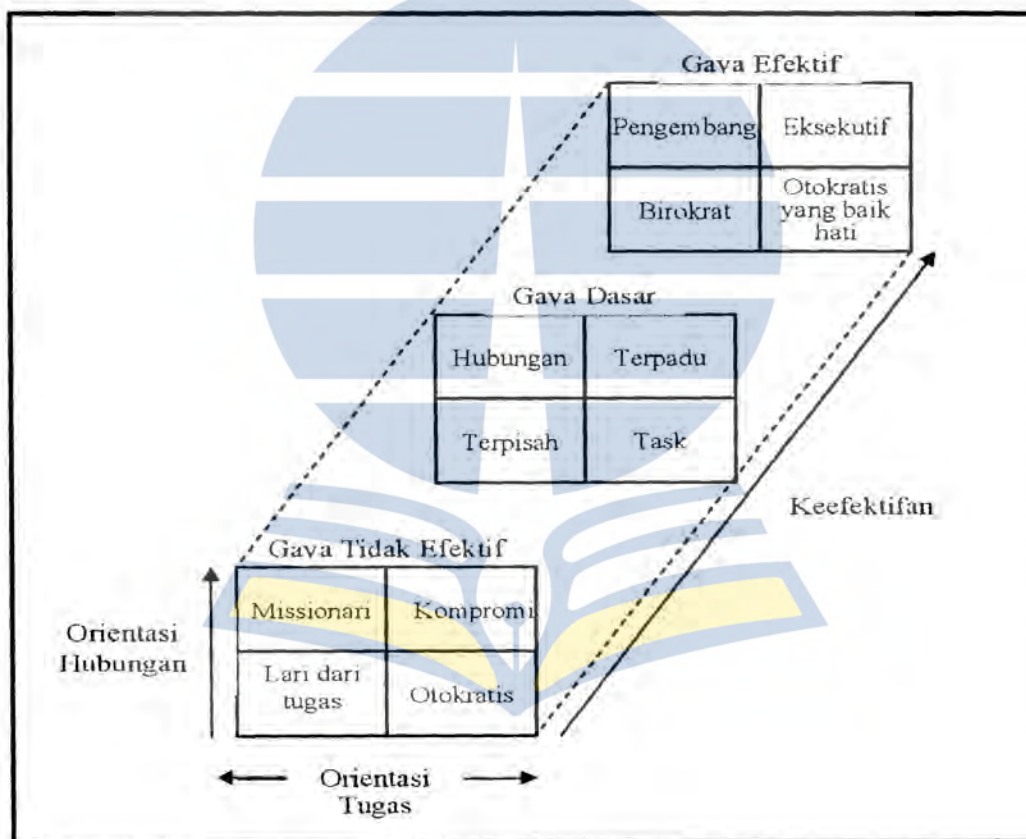 Gaya Efektif
Pengembang
Eksekutif
Birokrat
Otokratis
yang baik
hati
Gaya Dasar
Hubungan
Terpadu
Terpisah
Task
Keefektifan
Gaya Tidak Efektif
Missionari
Kompromi
Lari dari
tugas
Otokratis
Orientasi
Hubungan
Orientasi
Tugas